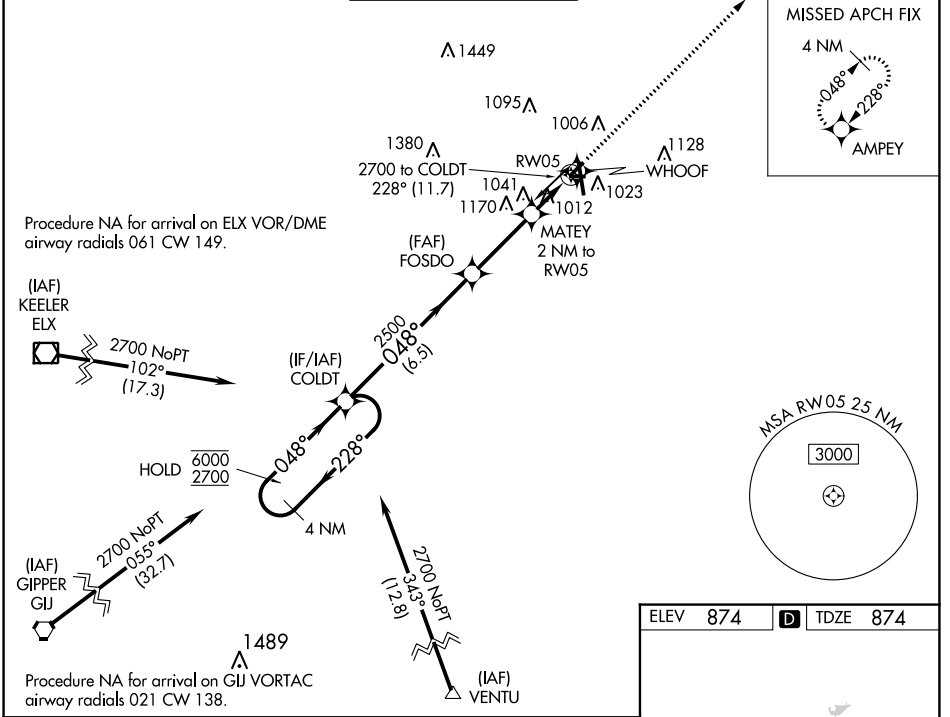 MISSED APCH FIX
4 NM
048°
228°
AMPEY
1449
1095
1006
1380
2700 to COLDT
228° (11.7)
RW05
1128
WHOOF
1041
1023
1170
1012
MATEY
2 NM to
RW05
Procedure NA for arrival on ELX VOR/DME
airway radials 061 CW 149.
(FAF)
FOSDO
(IAF)
KEELER
ELX
2700 NoPT
102°
(17.3)
2500
048°
(6.5)
(IF/IAF)
COLDT
MSA RW05 25 NM
3000
HOLD
6000
2700
048°
228°
4 NM
2700 NoPT
055°
(32.7)
(IAF)
GIPPER
GIJ
2700 NoPT
343°
(12.8)
1489
(IAF)
VENTU
Procedure NA for arrival on GIJ VORTAC
airway radials 021 CW 138.
ELEV 874 D TDZE 874